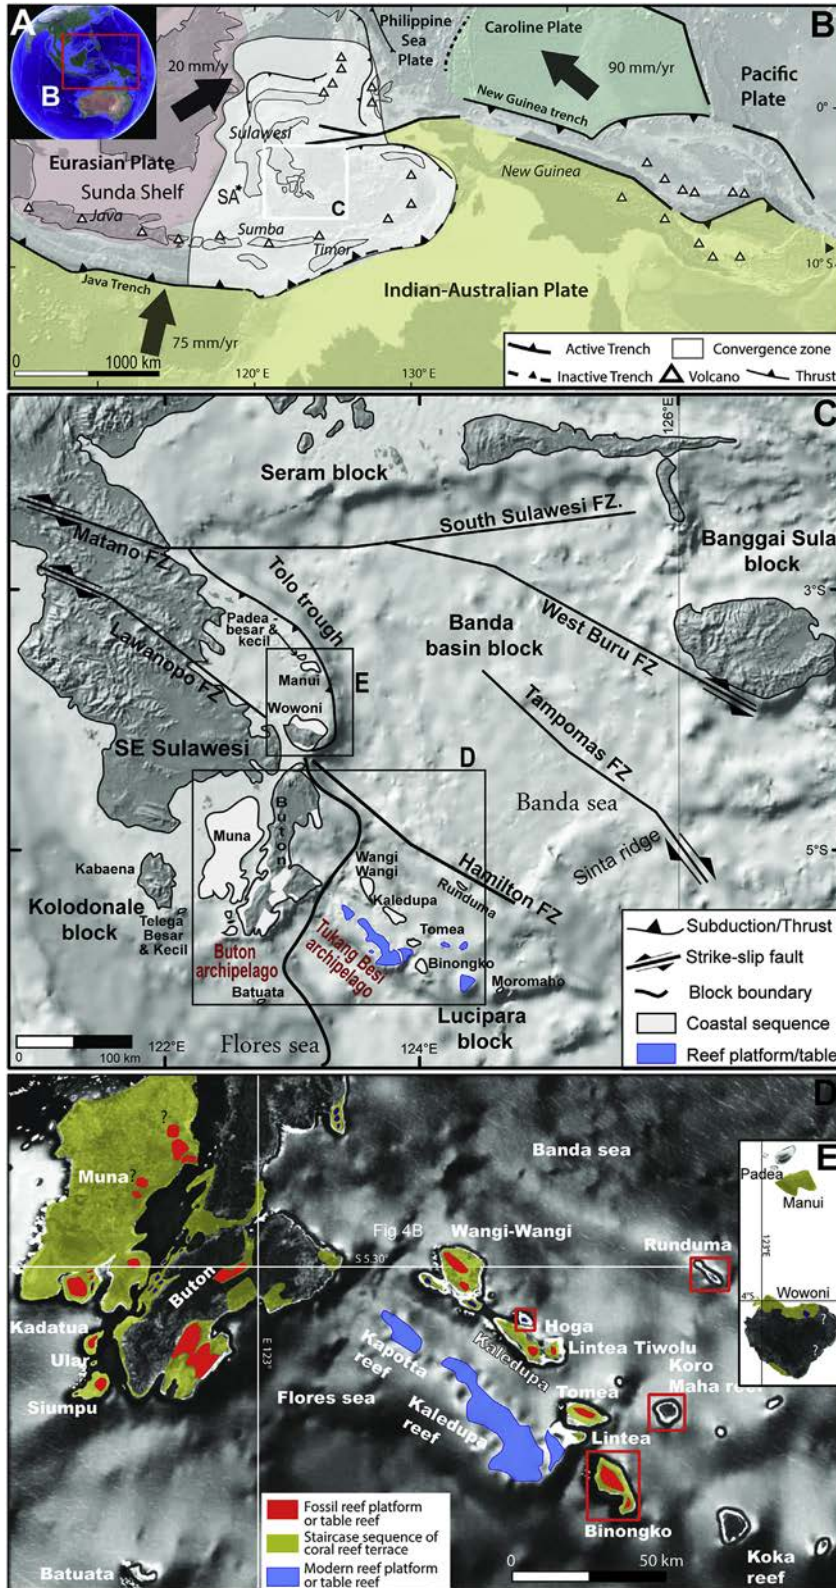 A
B
B
Philippine
Sea
Plate
Caroline Plate
90 mm/yr
Pacific
Plate
20 mm/y
New Guinea trench
0°
Sulawesi
Eurasian Plate
Sunda Shelf
New Guinea
SA
C
Java
Sumba
Timor
10° S
Java Trench
Indian-Australian Plate
75 mm/yr
0 1000 km
120°E
130° E
Active Trench
Convergence zone
Inactive Trench
Volcano
Thrust
C
126°E
Seram block
South Sulawesi FZ.
Matano FZ
Banggai Sula
block
3°S
Tolo trough
Padea -
besar &
kecil
Lawanopo FZ
Banda
basin block
West Buru FZ
Manui
E
Wowoni
SE Sulawesi
Tampomas FZ
D
Banda sea
Buton
Muna
Sinta ridge
5°S
Wangi
Wangi
Hamilton FZ
Kabaena
Runduma
Kaledupa
Kolodonale
block
Telega
Besar
& Kecil
Tomea
Buton
archipelago
Tukang Besi
archipelago
Binongko
Moromaho
Batuata
Lucipara
block
Flores sea
0 100 km
122°E
124°E
Subduction/Thrust
Strike-slip fault
Block boundary
Coastal sequence
Reef platform/table
D
E
?
Muna
?
Banda sea
Padea
Manui
Fig 4B
Wangi-Wangi
S 5.30°
Runduma
123°E
4°S
Wowoni
?
?
Buton
Kadatua
Hoga
Ular
E 123°
Kapotta
reef
Kaledupa
Lintea Tiwolu
Koro
Maha reef
Siumpu
Flores sea
Kaledupa
reef
Tomea
Lintea
Binongko
Fossil reef platform
or table reef
Staircase sequence of
coral reef terrace
Modern reef platform
or table reef
0 50 km
Koka
reef
Batuata